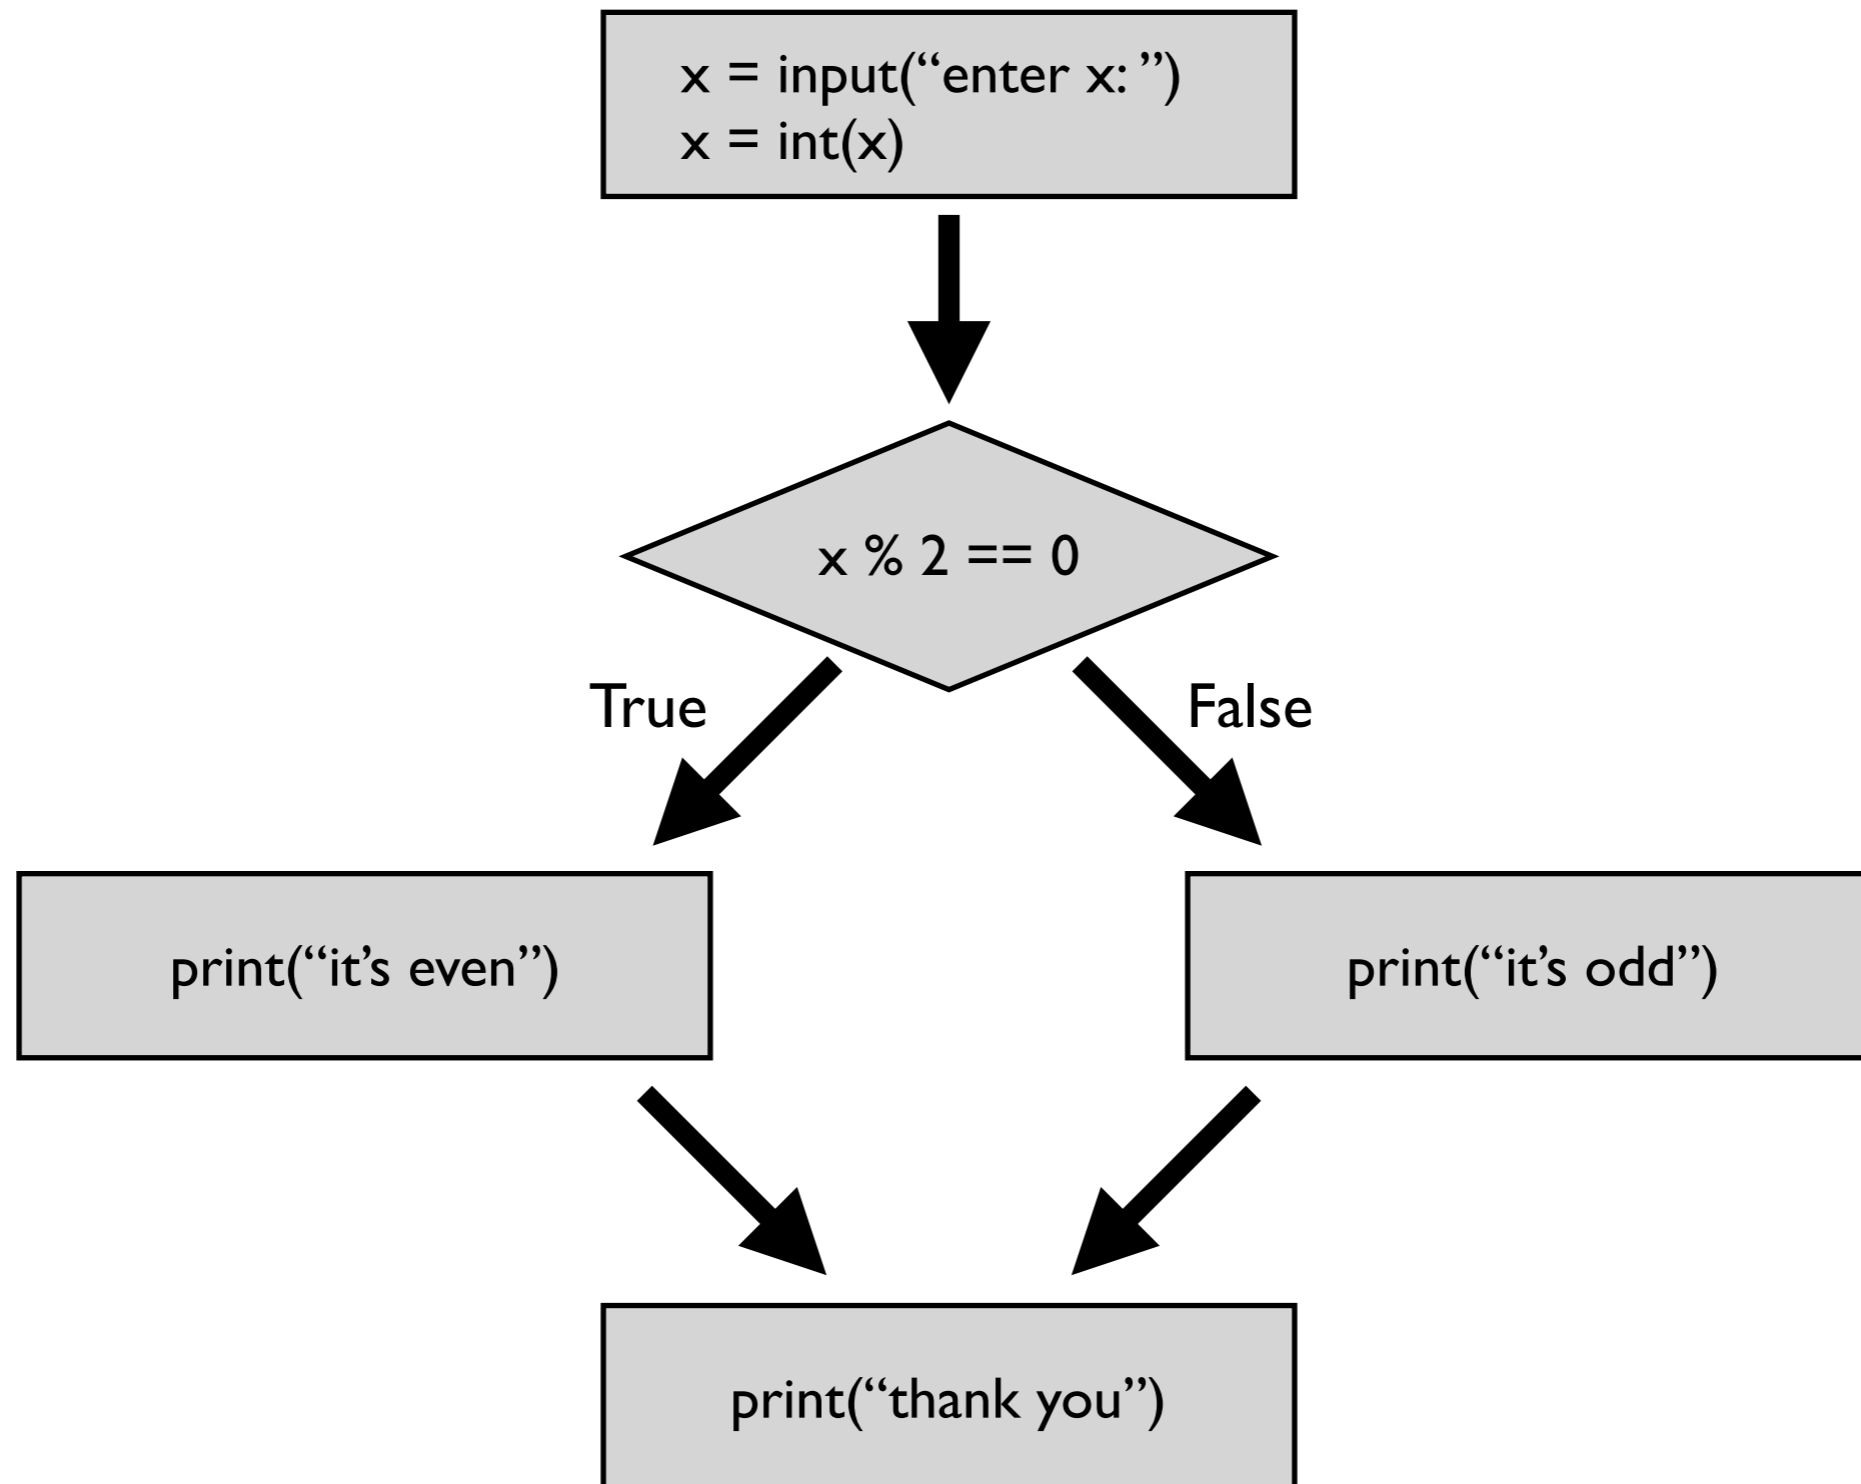 x = input(“enter x: ”)
x = int(x)
x % 2 == 0
True
False
print(“it’s even”)
print(“it’s odd”)
print(“thank you”)